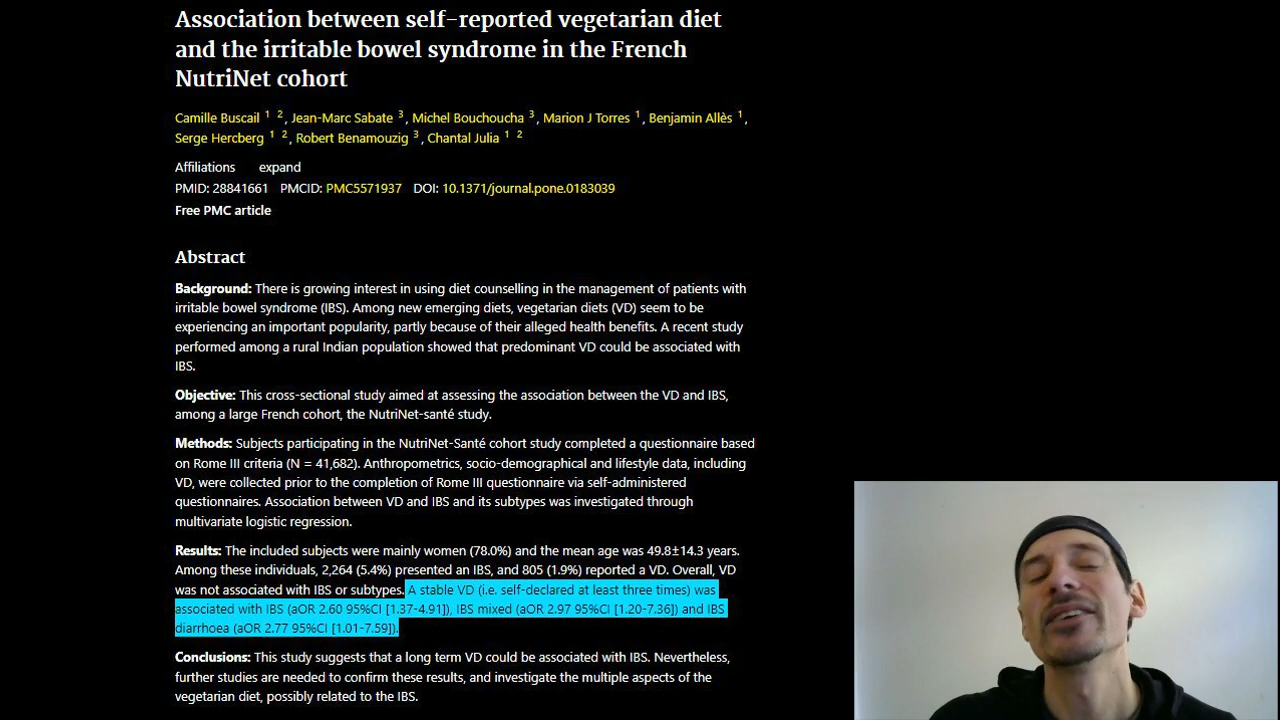 Association between self-reported vegetarian diet
and the irritable bowel syndrome in the French
NutriNet cohort
Camille Buscail 1 2, Jean-Marc Sabate 3, Michel Bouchoucha 3, Marion J Torres 1, Benjamin Allès 1,
Serge Hercberg 1 2, Robert Benamouzig 3, Chantal Julia 1 2
Affiliations expand
PMID: 28841661 PMCID: PMC5571937 DOI: 10.1371/journal.pone.0183039
Free PMC article
Abstract
Background: There is growing interest in using diet counselling in the management of patients with
irritable bowel syndrome (IBS). Among new emerging diets, vegetarian diets (VD) seem to be
experiencing an important popularity, partly because of their alleged health benefits. A recent study
performed among a rural Indian population showed that predominant VD could be associated with
IBS.
Objective: This cross-sectional study aimed at assessing the association between the VD and IBS,
among a large French cohort, the NutriNet-santé study.
Methods: Subjects participating in the NutriNet-Santé cohort study completed a questionnaire based
on Rome III criteria (N = 41,682). Anthropometrics, socio-demographical and lifestyle data, including
VD, were collected prior to the completion of Rome III questionnaire via self-administered
questionnaires. Association between VD and IBS and its subtypes was investigated through
multivariate logistic regression.
Results: The included subjects were mainly women (78.0%) and the mean age was 49.8±14.3 years.
Among these individuals, 2,264 (5.4%) presented an IBS, and 805 (1.9%) reported a VD. Overall, VD
was not associated with IBS or subtypes. A stable VD (i.e. self-declared at least three times) was
associated with IBS (aOR 2.60 95%CI [1.37-4.91]), IBS mixed (aOR 2.97 95%CI [1.20-7.36]) and IBS
diarrhoea (aOR 2.77 95%CI [1.01-7.59]).
Conclusions: This study suggests that a long term VD could be associated with IBS. Nevertheless,
further studies are needed to confirm these results, and investigate the multiple aspects of the
vegetarian diet, possibly related to the IBS.